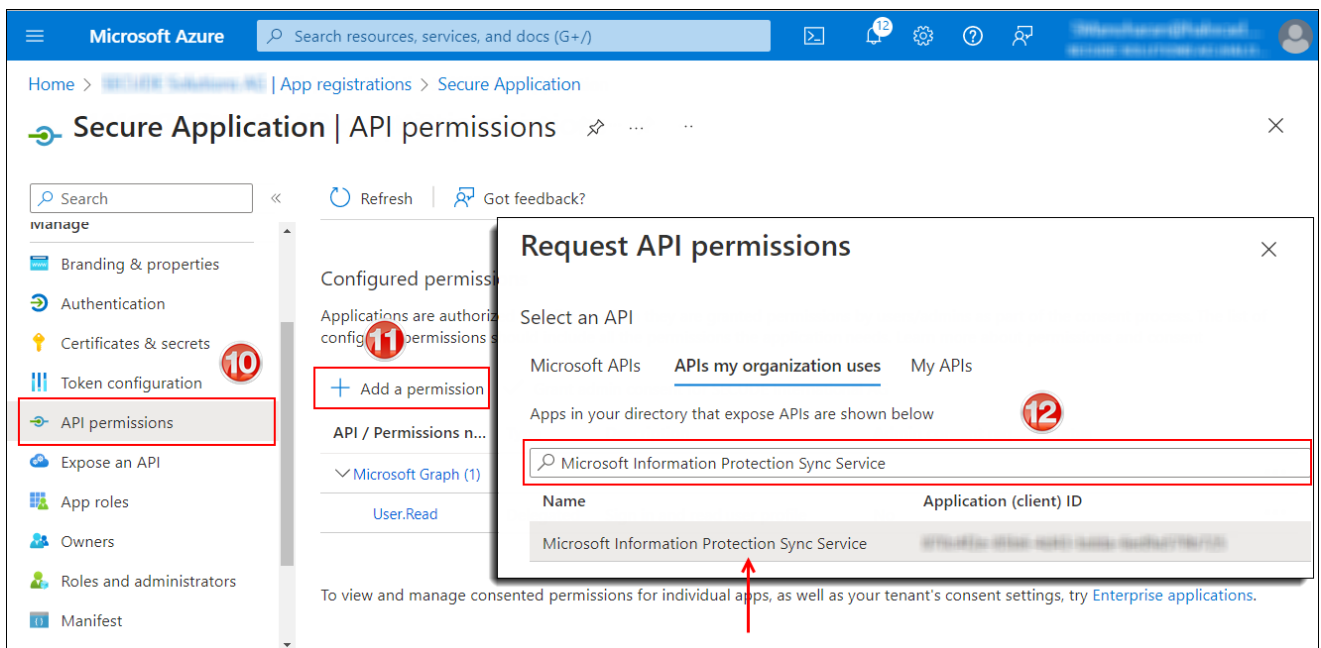 Microsoft Azure
Search resources, services, and docs (G+/)
12
Home > | App registrations > Secure Application
Secure Application | API permissions
Search
Refresh
Got feedback?
Manage
Branding & properties
Authentication
Certificates & secrets
10
Token configuration
API permissions
Expose an API
App roles
Owners
Roles and administrators
Manifest
Configured permissi
Applications are authoriz
config permissions s
11
Add a permission
API / Permissions n...
Microsoft Graph (1)
User.Read
Request API permissions
Select an API
Microsoft APIs
APIs my organization uses
My APIs
Apps in your directory that expose APIs are shown below
12
Microsoft Information Protection Sync Service
Name
Application (client) ID
Microsoft Information Protection Sync Service
To view and manage consented permissions for individual apps, as well as your tenant's consent settings, try Enterprise applications.